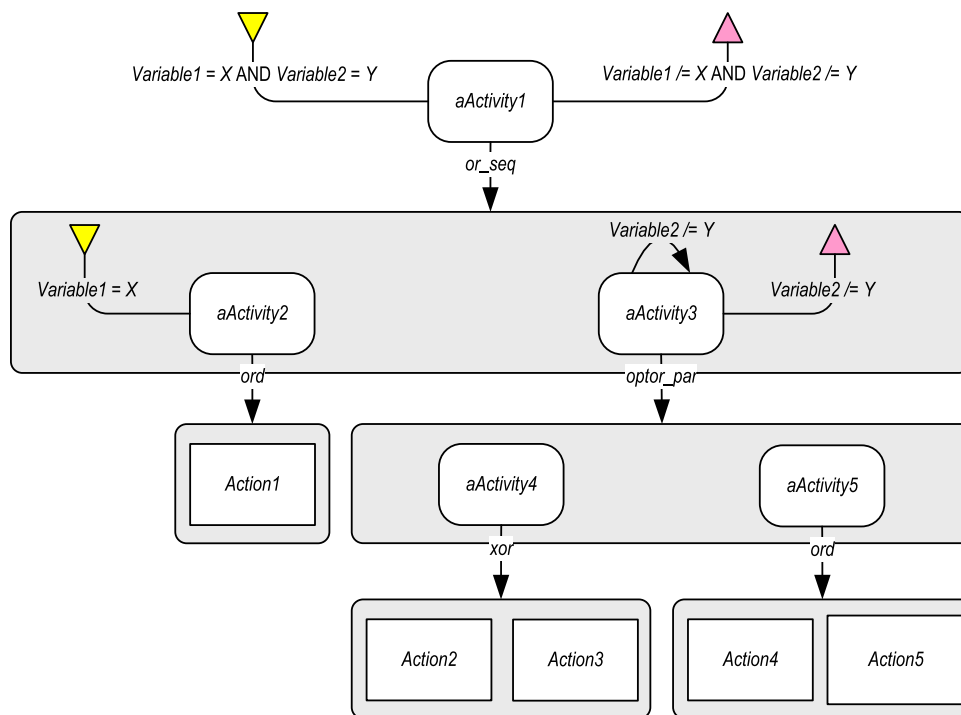 Variable1 = X AND Variable2 = Y
Variable1 /= X AND Variable2 /= Y
aActivity1
or_seq
Variable2 /= Y
Variable1 = X
Variable2 /= Y
aActivity2
aActivity3
ord
optor_par
Action1
aActivity4
aActivity5
xor
ord
Action2
Action3
Action4
Action5